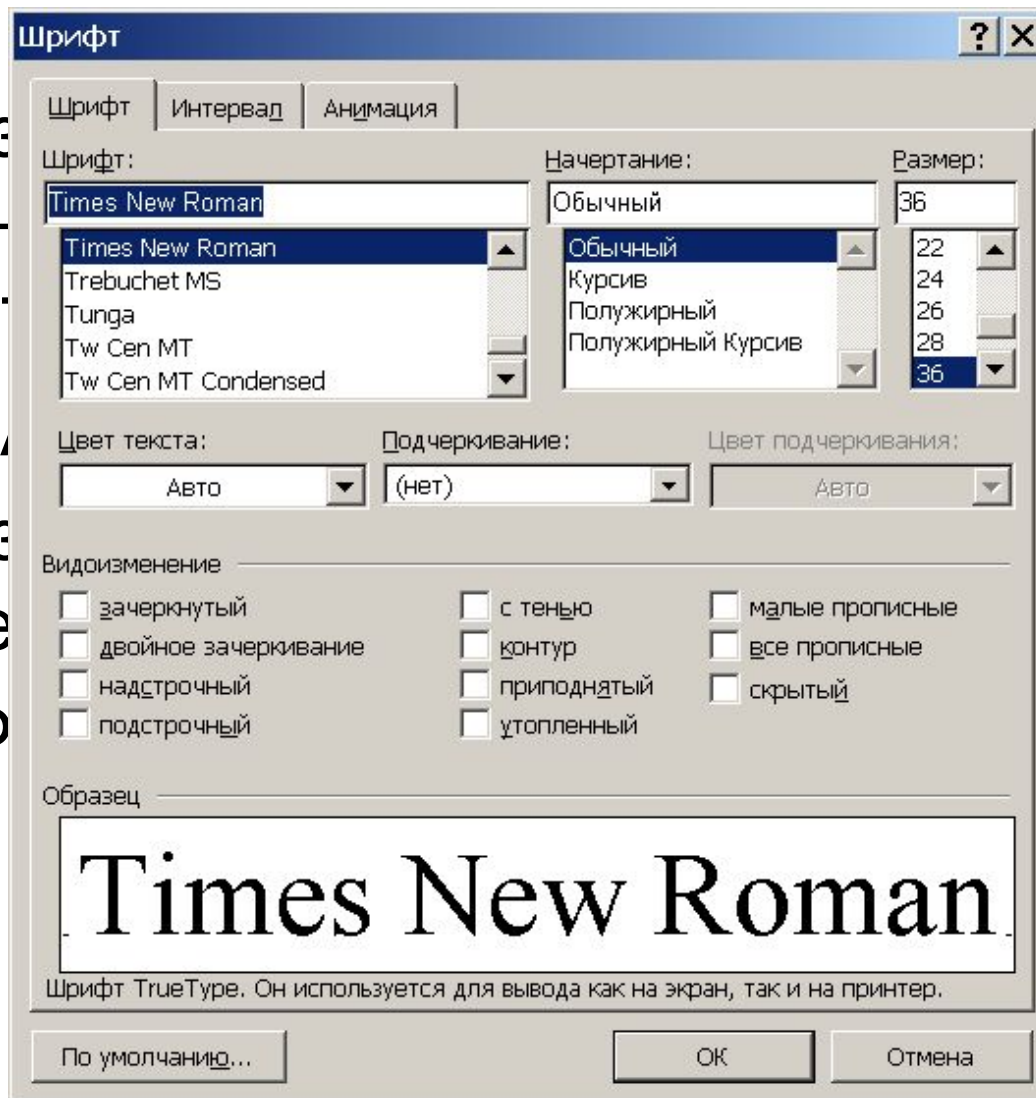 Шрифт
Шрифт Интервал Анимация
Шрифт: Начертание: Размер:
Times New Roman Обычный 36
Times New Roman Обычный 22
Trebuchet MS Курсив 24
Tunga Полужирный 26
Tw Cen MT Полужирный Курсив 28
Tw Cen MT Condensed 36
Цвет текста: Подчеркивание: Цвет подчеркивания:
Авто (нет) Авто
Видоизменение
зачеркнутый с тенью малые прописные
двойное зачеркивание контур все прописные
надстрочный приподнятый скрытый
подстрочный утопленный
Образец
Times New Roman
Шрифт TrueType. Он используется для вывода как на экран, так и на принтер.
По умолчанию... ОК Отмена